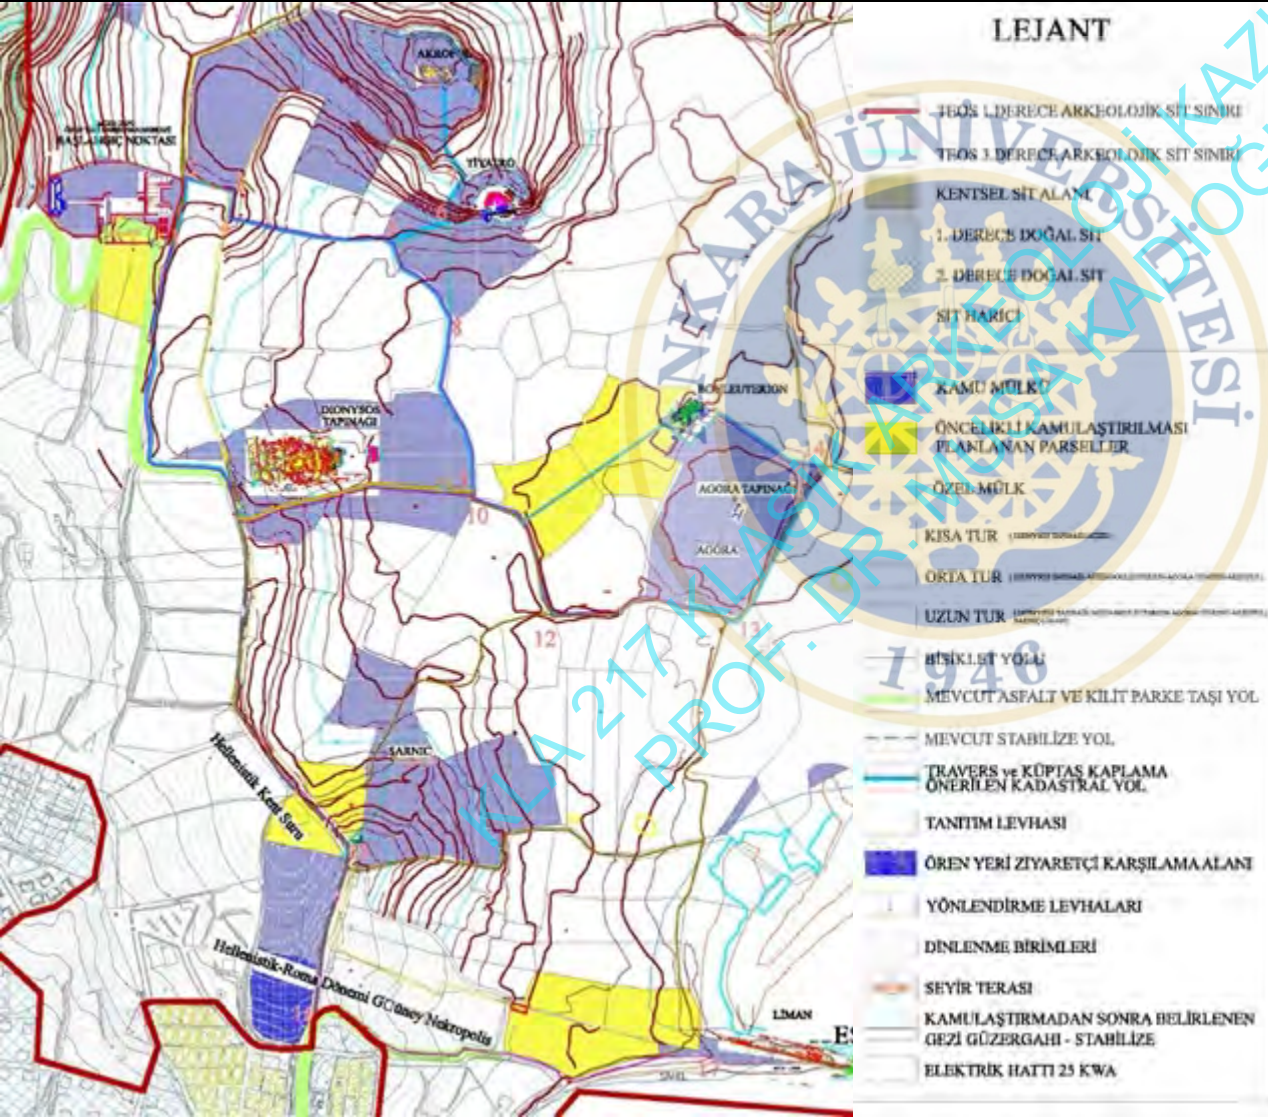 AKROPOL
BAŞLANGIÇ NOKTASI
TİYATRO
8
BOULEUTERION
DIONYSOS
TAPINAĞI
14
AGORA TAPINAĞI
10
AGORA
12
13
SARNIÇ
Hellenistik Kent Suru
Hellenistik-Roma Dönemi Güney Nekropolis
LİMAN
LEJANT
TEOS 1.DERECE ARKEOLOJİK SİT SINIRI
TEOS 3.DERECE ARKEOLOJİK SİT SINIRI
KENTSEL SİT ALANI
1. DERECE DOĞAL SİT
2. DERECE DOĞAL SİT
SİT HARİCİ
KAMU MÜLKÜ
ÖNCELİKLİ KAMULAŞTIRILMASI
PLANLANAN PARSELLER
ÖZEL MÜLK
KISA TUR
ORTA TUR
UZUN TUR
BİSİKLET YOLU
MEVCUT ASFALT VE KİLİT PARKE TAŞI YOL
MEVCUT STABİLİZE YOL
TRAVERS ve KÜPTAŞ KAPLAMA
ÖNERİLEN KADASTRAL YOL
TANITIM LEVHASI
ÖREN YERİ ZİYARETÇİ KARŞILAMA ALANI
YÖNLENDİRME LEVHALARI
DİNLENME BİRİMLERİ
SEYİR TERASI
KAMULAŞTIRMADAN SONRA BELİRLENEN
GEZİ GÜZERGAHI - STABİLİZE
ELEKTRİK HATTI 25 KWA
ANKARA ÜNİVERSİTESİ
1946
KLA 217 KLASİK ARKEOLOJİ KAZI
PROF. DR. MUSA KADIOĞ